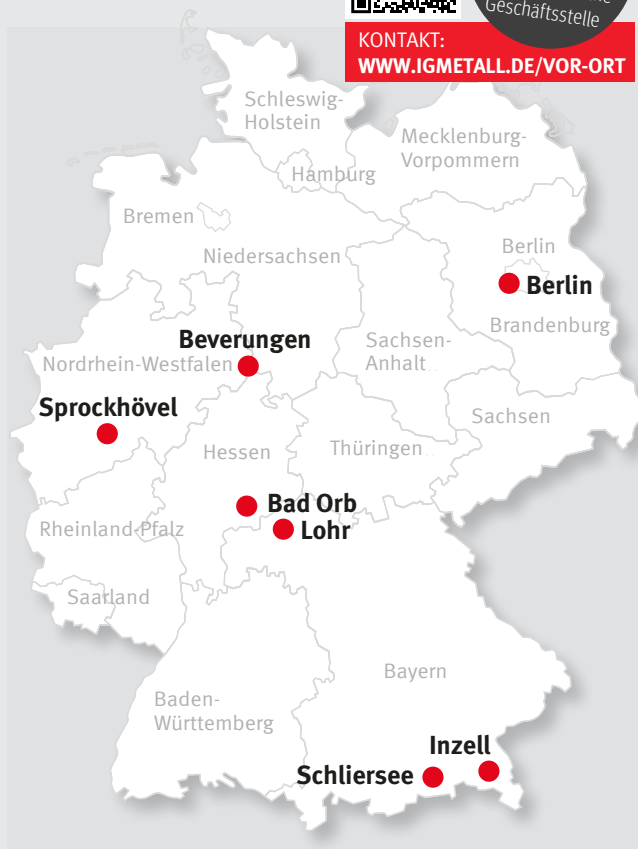 Geschäftsstelle
KONTAKT:
WWW.IGMETALL.DE/VOR-ORT
Schleswig-
Holstein
Mecklenburg-
Vorpommern
Hamburg
Bremen
Niedersachsen
Berlin
Berlin
Brandenburg
Beverungen
Sachsen-
Anhalt
Nordrhein-Westfalen
Sprockhövel
Sachsen
Hessen
Thüringen
Bad Orb
Lohr
Rheinland-Pfalz
Saarland
Bayern
Baden-
Württemberg
Inzell
Schliersee